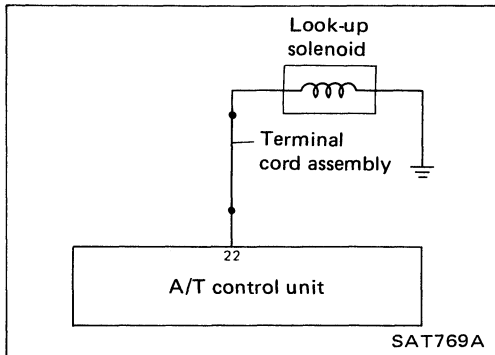 Look-up
solenoid
Terminal
cord assembly
22
A/T control unit
SAT769A